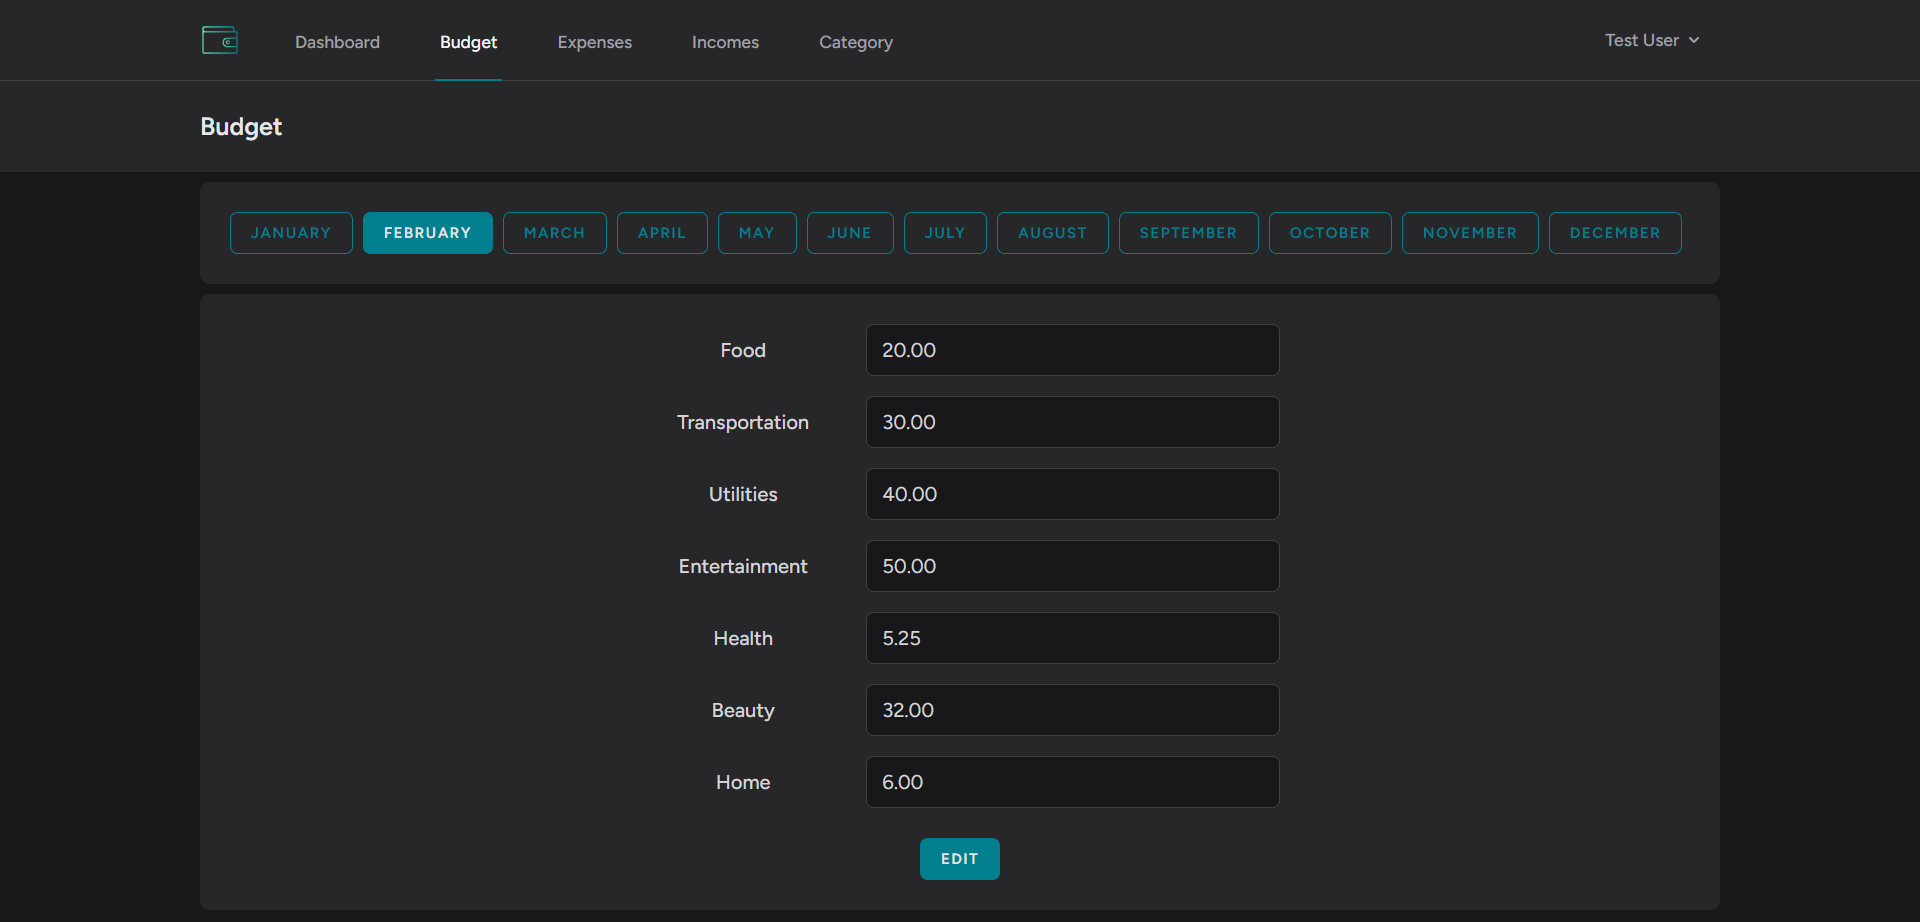 Dashboard Budget Expenses Incomes Category Test User
Budget
JANUARY FEBRUARY MARCH APRIL MAY JUNE JULY AUGUST SEPTEMBER OCTOBER NOVEMBER DECEMBER
Food 20.00
Transportation 30.00
Utilities 40.00
Entertainment 50.00
Health 5.25
Beauty 32.00
Home 6.00
EDIT